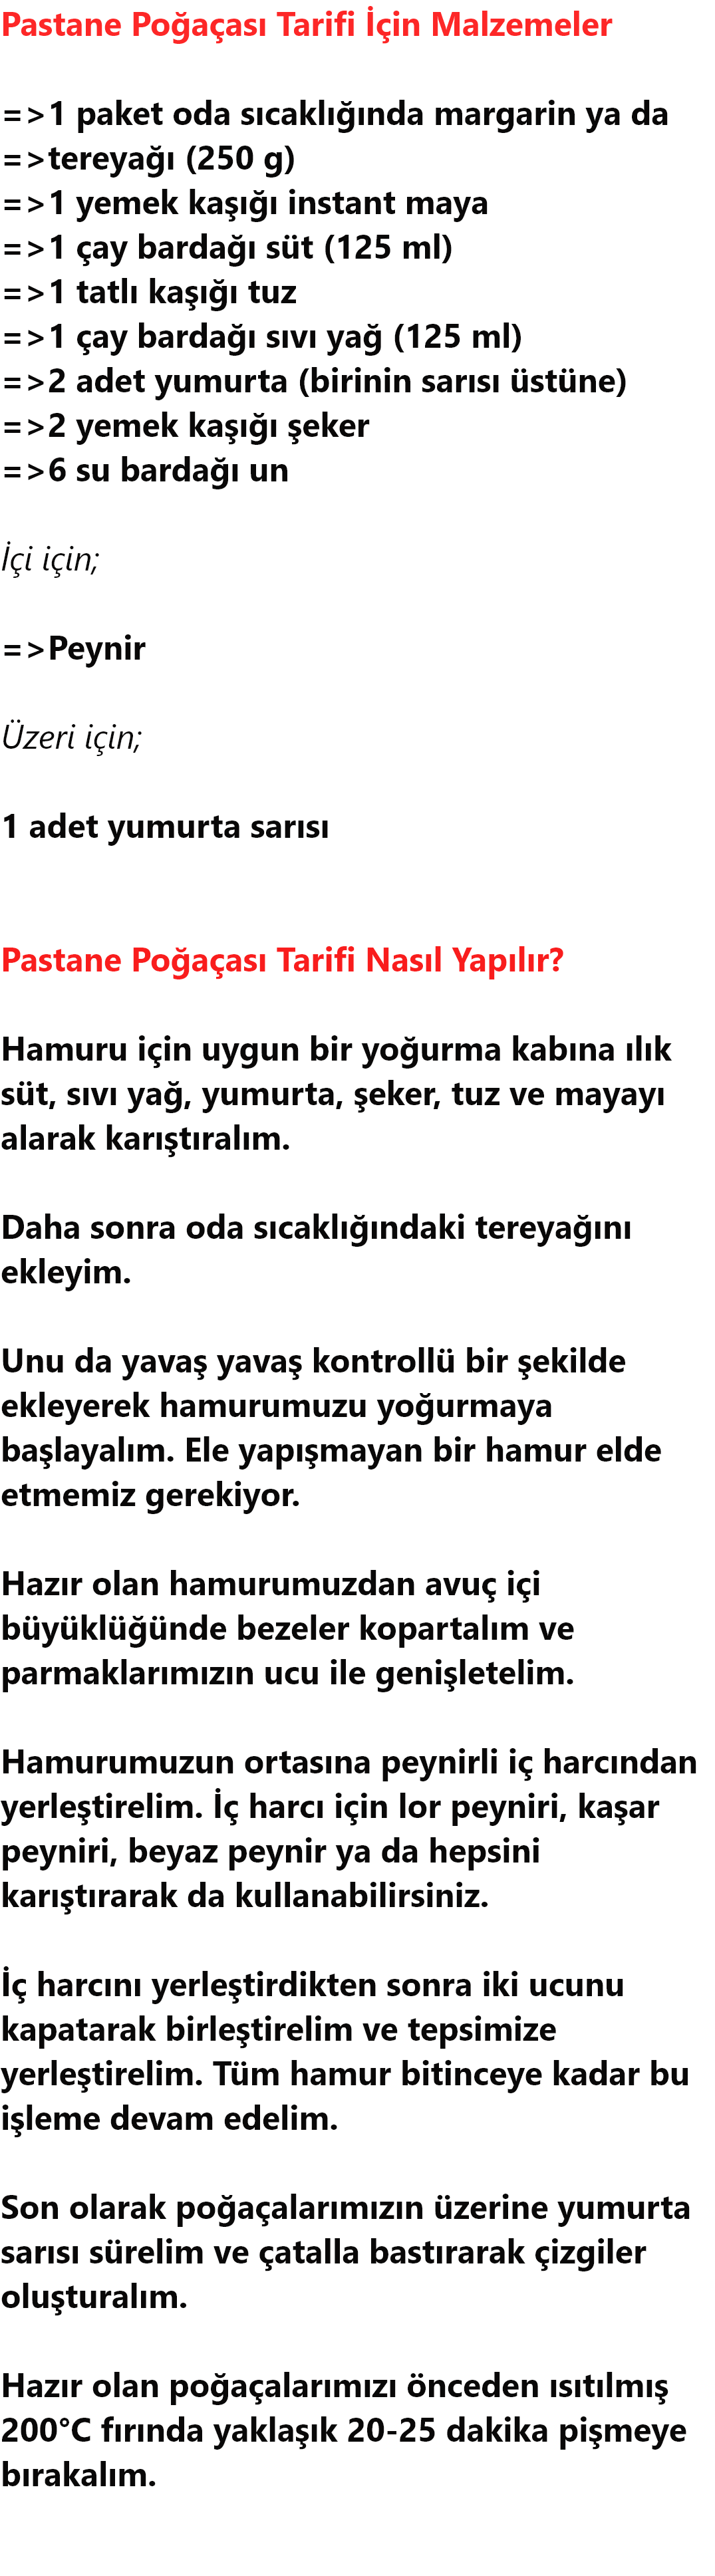 Pastane Poğaçası Tarifi İçin Malzemeler
=>1 paket oda sıcaklığında margarin ya da
=>tereyağı (250 g)
=>1 yemek kaşığı instant maya
=>1 çay bardağı süt (125 ml)
=>1 tatlı kaşığı tuz
=>1 çay bardağı sıvı yağ (125 ml)
=>2 adet yumurta (birinin sarısı üstüne)
=>2 yemek kaşığı şeker
=>6 su bardağı un
İçi için;
=>Peynir
Üzeri için;
1 adet yumurta sarısı
Pastane Poğaçası Tarifi Nasıl Yapılır?
Hamuru için uygun bir yoğurma kabına ılık
süt, sıvı yağ, yumurta, şeker, tuz ve mayayı
alarak karıştıralım.
Daha sonra oda sıcaklığındaki tereyağını
ekleyim.
Unu da yavaş yavaş kontrollü bir şekilde
ekleyerek hamurumuzu yoğurmaya
başlayalım. Ele yapışmayan bir hamur elde
etmemiz gerekiyor.
Hazır olan hamurumuzdan avuç içi
büyüklüğünde bezeler kopartalım ve
parmaklarımızın ucu ile genişletelim.
Hamurumuzun ortasına peynirli iç harcından
yerleştirelim. İç harcı için lor peyniri, kaşar
peyniri, beyaz peynir ya da hepsini
karıştırarak da kullanabilirsiniz.
İç harcını yerleştirdikten sonra iki ucunu
kapatarak birleştirelim ve tepsimize
yerleştirelim. Tüm hamur bitinceye kadar bu
işleme devam edelim.
Son olarak poğaçalarımızın üzerine yumurta
sarısı sürelim ve çatalla bastırarak çizgiler
oluşturalım.
Hazır olan poğaçalarımızı önceden ısıtılmış
200°C fırında yaklaşık 20-25 dakika pişmeye
bırakalım.